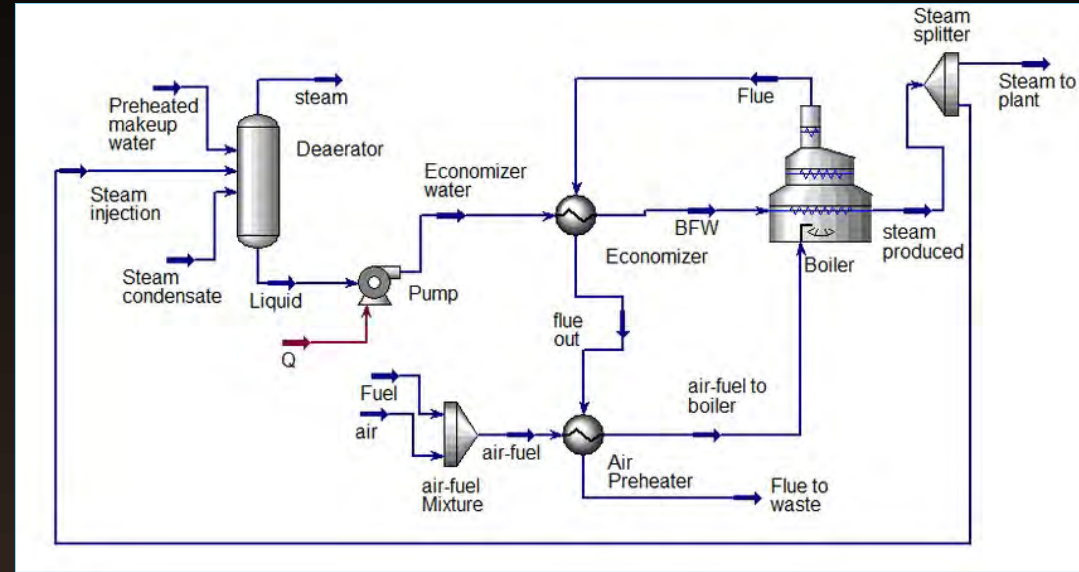 Steam
splitter
Steam to
plant
steam
Flue
Preheated
makeup
water
Deaerator
Economizer
water
Steam
injection
BFW
steam
produced
Economizer
Boiler
Steam
condensate
Liquid
Pump
flue
out
Q
Fuel
air-fuel to
boiler
air
air-fuel
Air
Preheater
air-fuel
Mixture
Flue to
waste